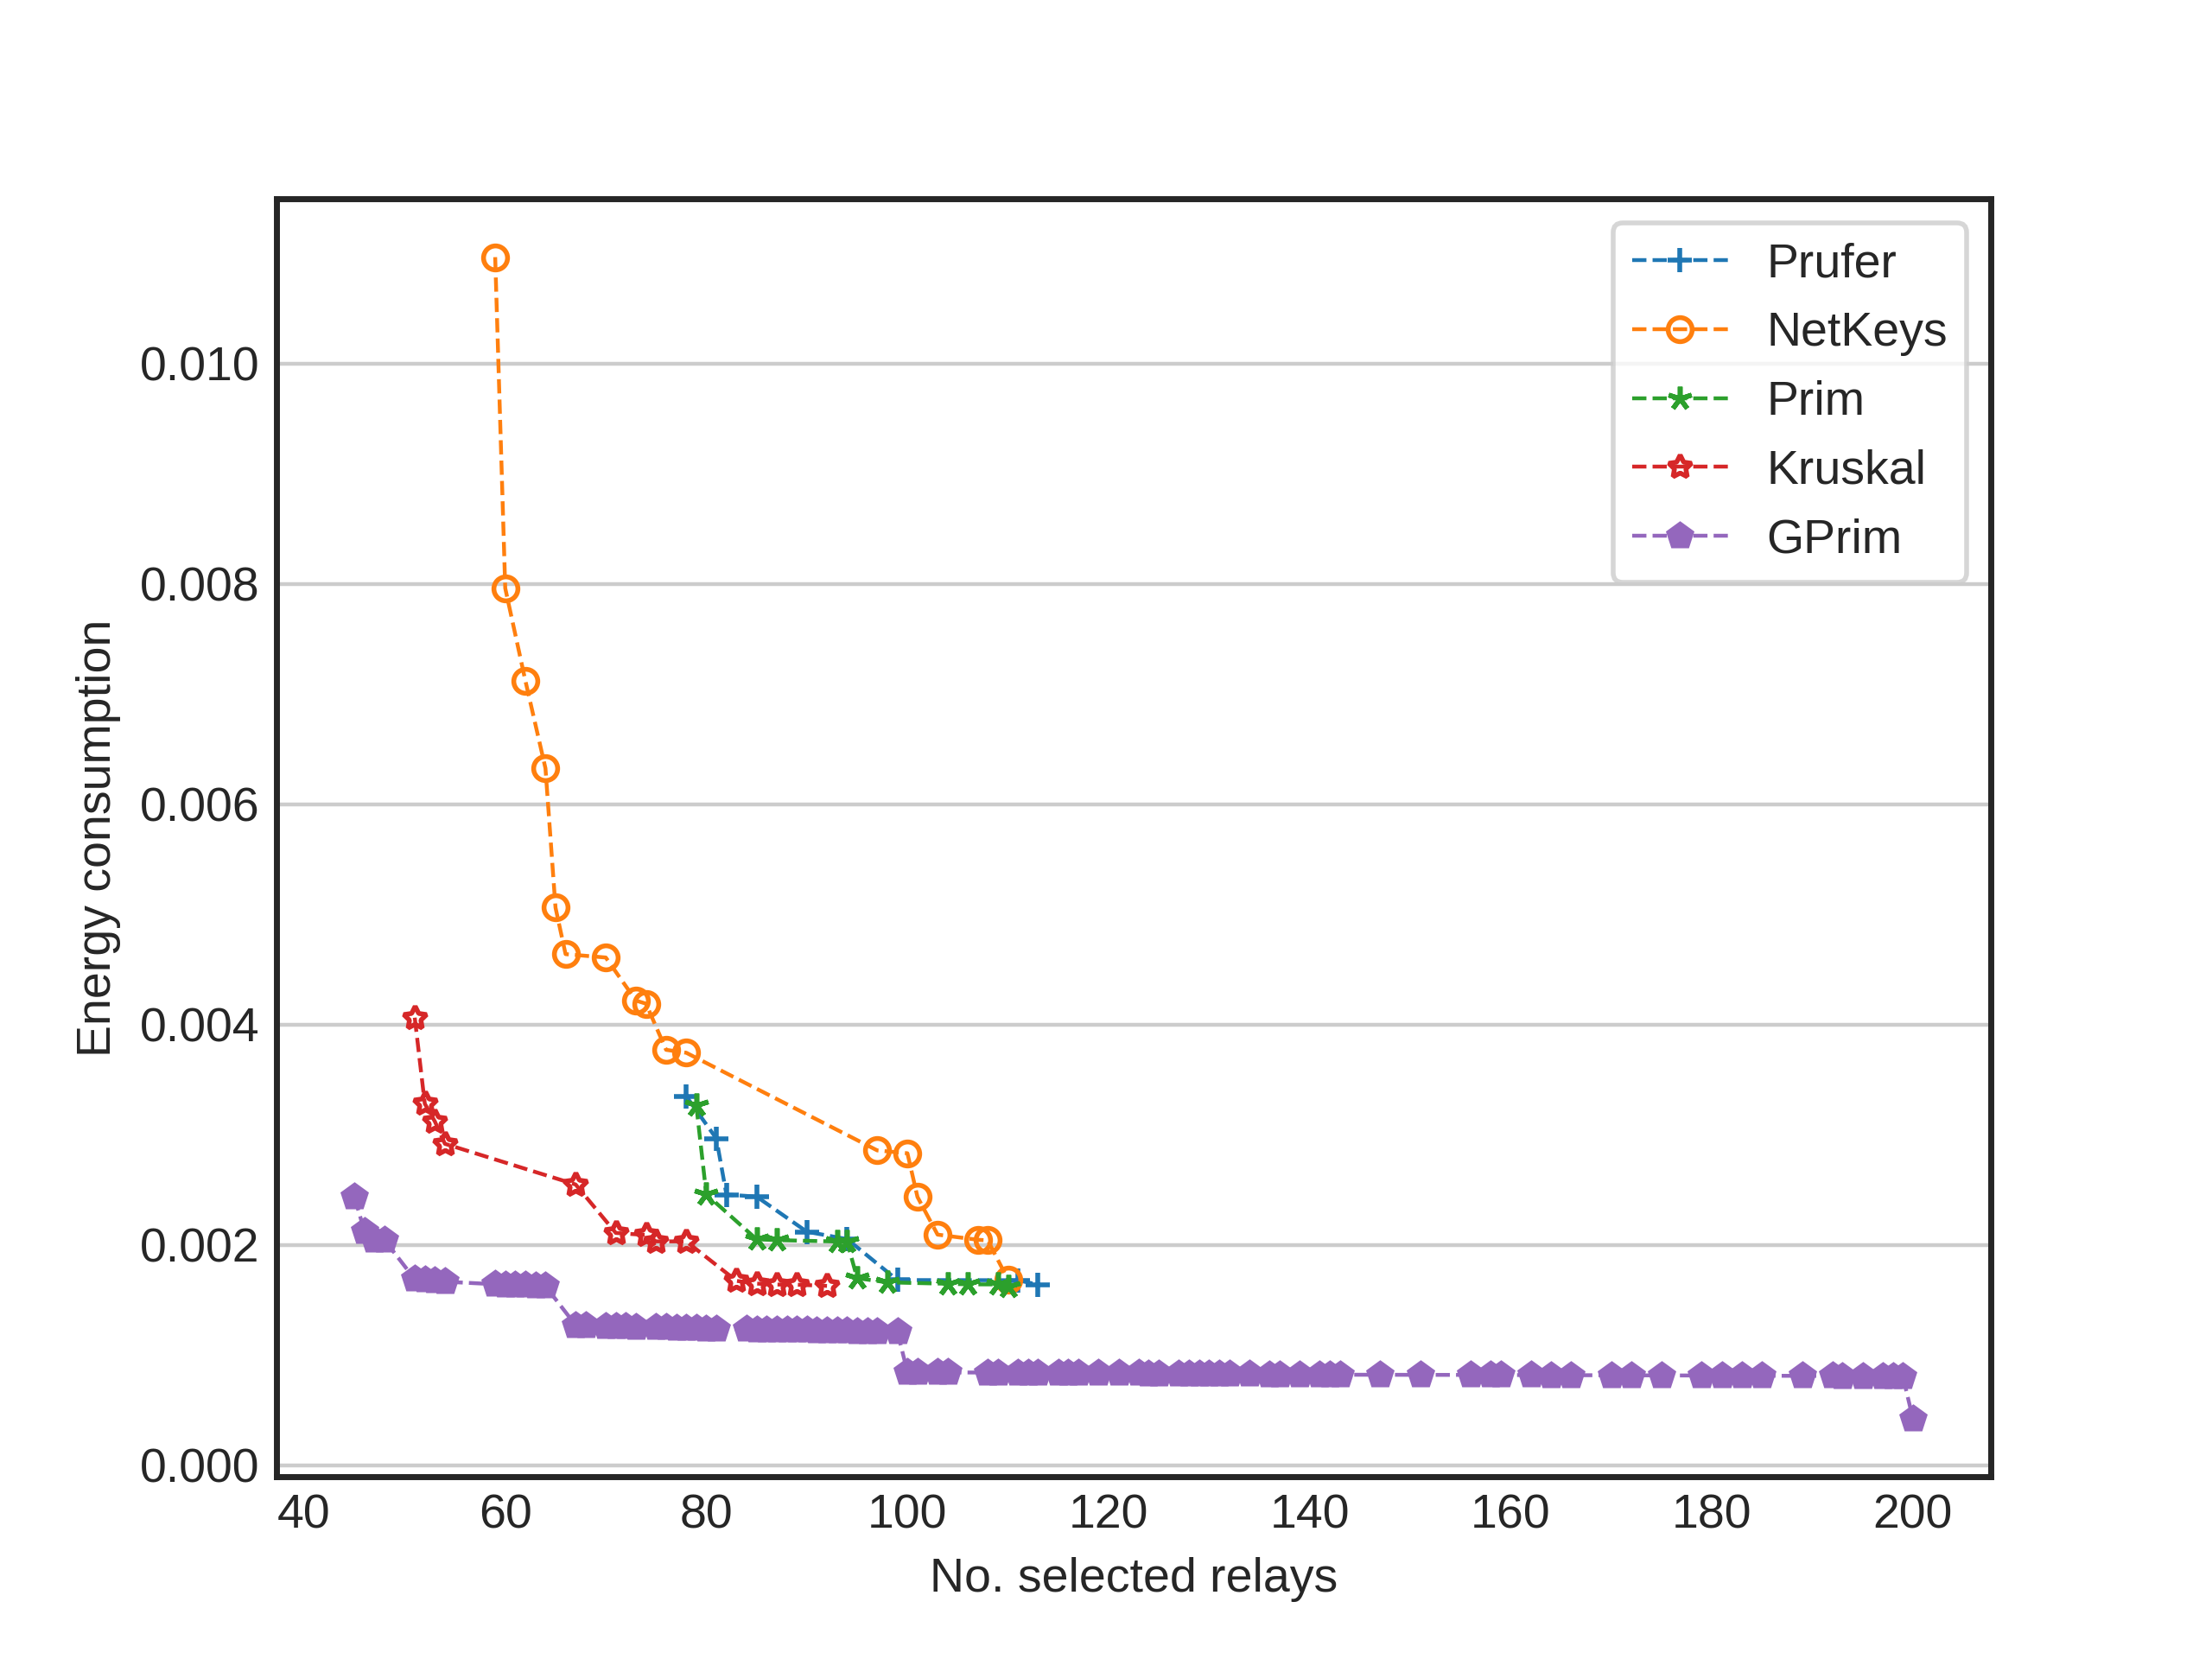 Prufer
NetKeys
Prim
Kruskal
GPrim
0.010
0.008
0.006
0.004
0.002
0.000
Energy consumption
40 60 80 100 120 140 160 180 200
No. selected relays